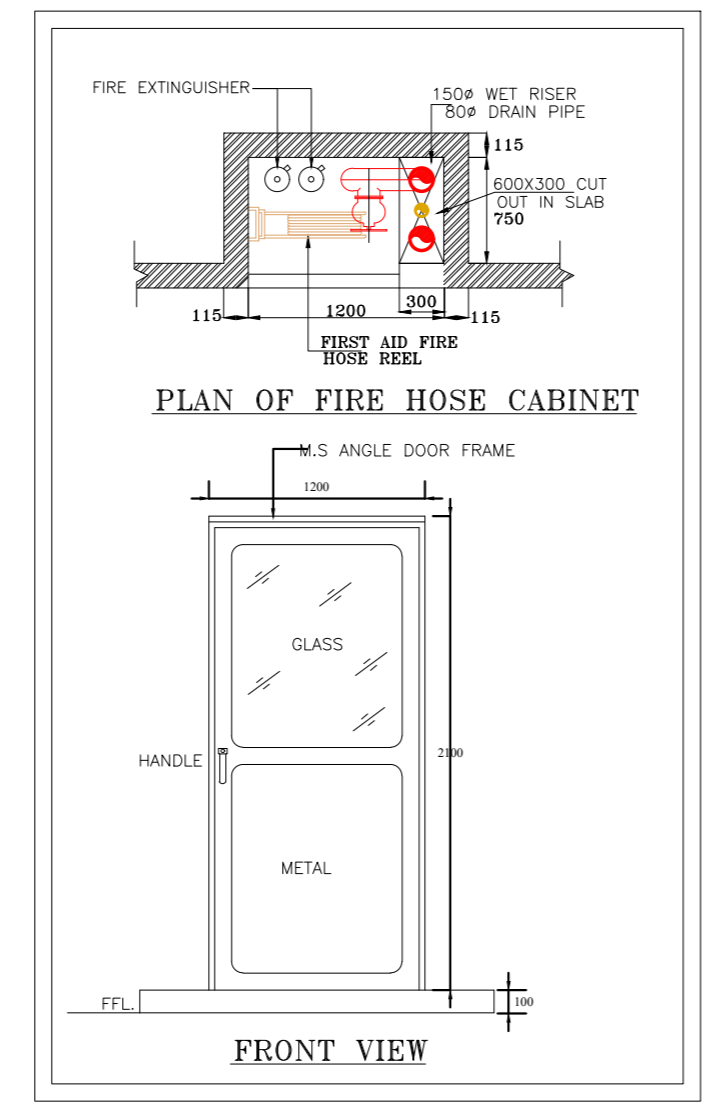 FIRE EXTINGUISHER
150ø WET RISER
80ø DRAIN PIPE
115
600X300 CUT
OUT IN SLAB
750
115
1200
300
115
FIRST AID FIRE
HOSE REEL
PLAN OF FIRE HOSE CABINET
M.S ANGLE DOOR FRAME
1200
GLASS
HANDLE
2100
METAL
FFL.
100
FRONT VIEW